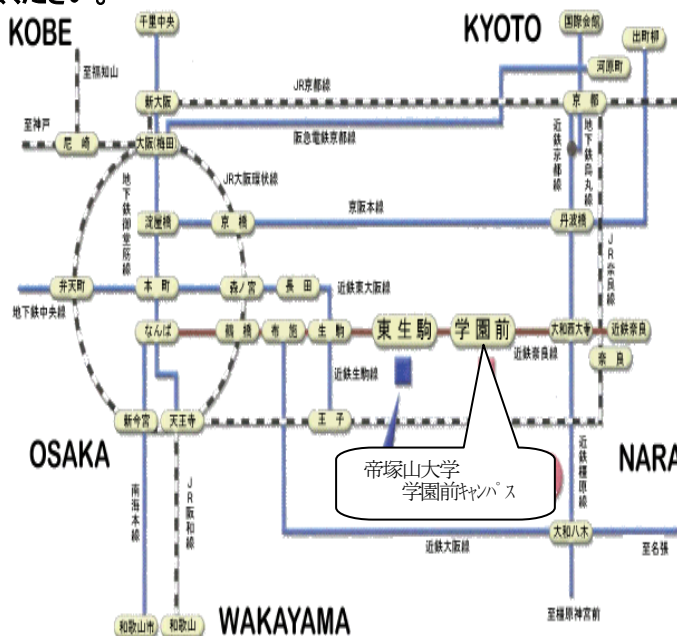 ください。
KOBE
千里中央
KYOTO
国際会館
出町柳
至福知山
河原町
新大阪
JR京都線
京都
至神戸
尼崎
大阪(梅田)
阪急電鉄京都線
近鉄京都線
地下鉄烏丸線
地下鉄御堂筋線
JR大阪環状線
淀屋橋
京橋
京阪本線
丹波橋
JR奈良線
弁天町
本町
森ノ宮
長田
近鉄東大阪線
地下鉄中央線
なんば
鶴橋
布施
生駒
東生駒
学園前
近鉄奈良線
大和西大寺
近鉄奈良
奈良
近鉄生駒線
新今宮
天王寺
王子
OSAKA
NARA
帝塚山大学
学園前キャンパス
近鉄橿原線
南海本線
JR阪和線
近鉄大阪線
大和八木
至名張
至橿原神宮前
和歌山市
和歌山
WAKAYAMA